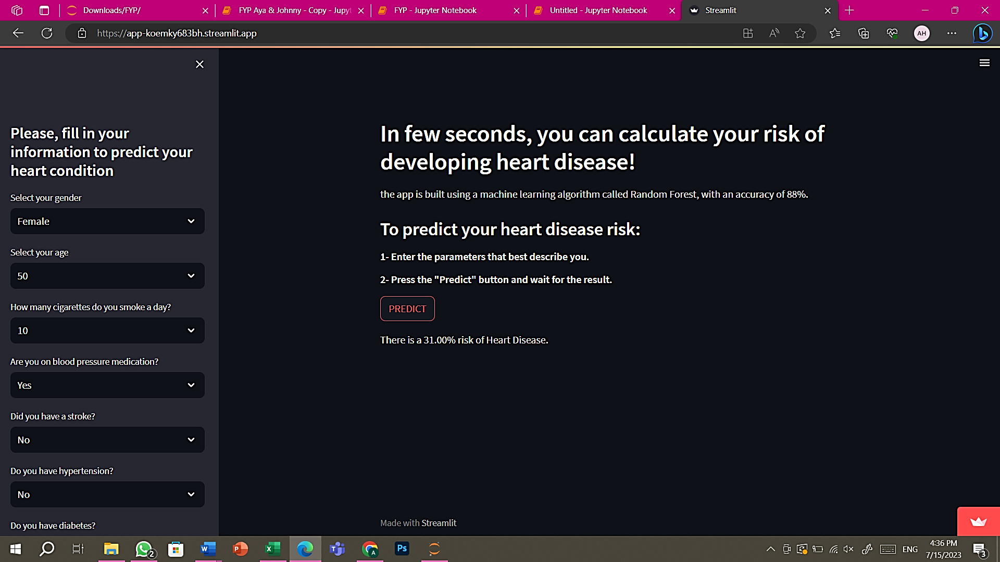 Downloads/FYP/
FYP Aya & Johnny - Copy - Jupyt
FYP - Jupyter Notebook
Untitled - Jupyter Notebook
Streamlit
https://app-koemky683bh.streamlit.app
AH
Please, fill in your
information to predict your
heart condition
Select your gender
Female
Select your age
50
How many cigarettes do you smoke a day?
10
Are you on blood pressure medication?
Yes
Did you have a stroke?
No
Do you have hypertension?
No
Do you have diabetes?
In few seconds, you can calculate your risk of
developing heart disease!
the app is built using a machine learning algorithm called Random Forest, with an accuracy of 88%.
To predict your heart disease risk:
1- Enter the parameters that best describe you.
2- Press the "Predict" button and wait for the result.
PREDICT
There is a 31.00% risk of Heart Disease.
Made with Streamlit
2
W
P
X
T
A
Ps
ENG
4:36 PM
7/15/2023
3